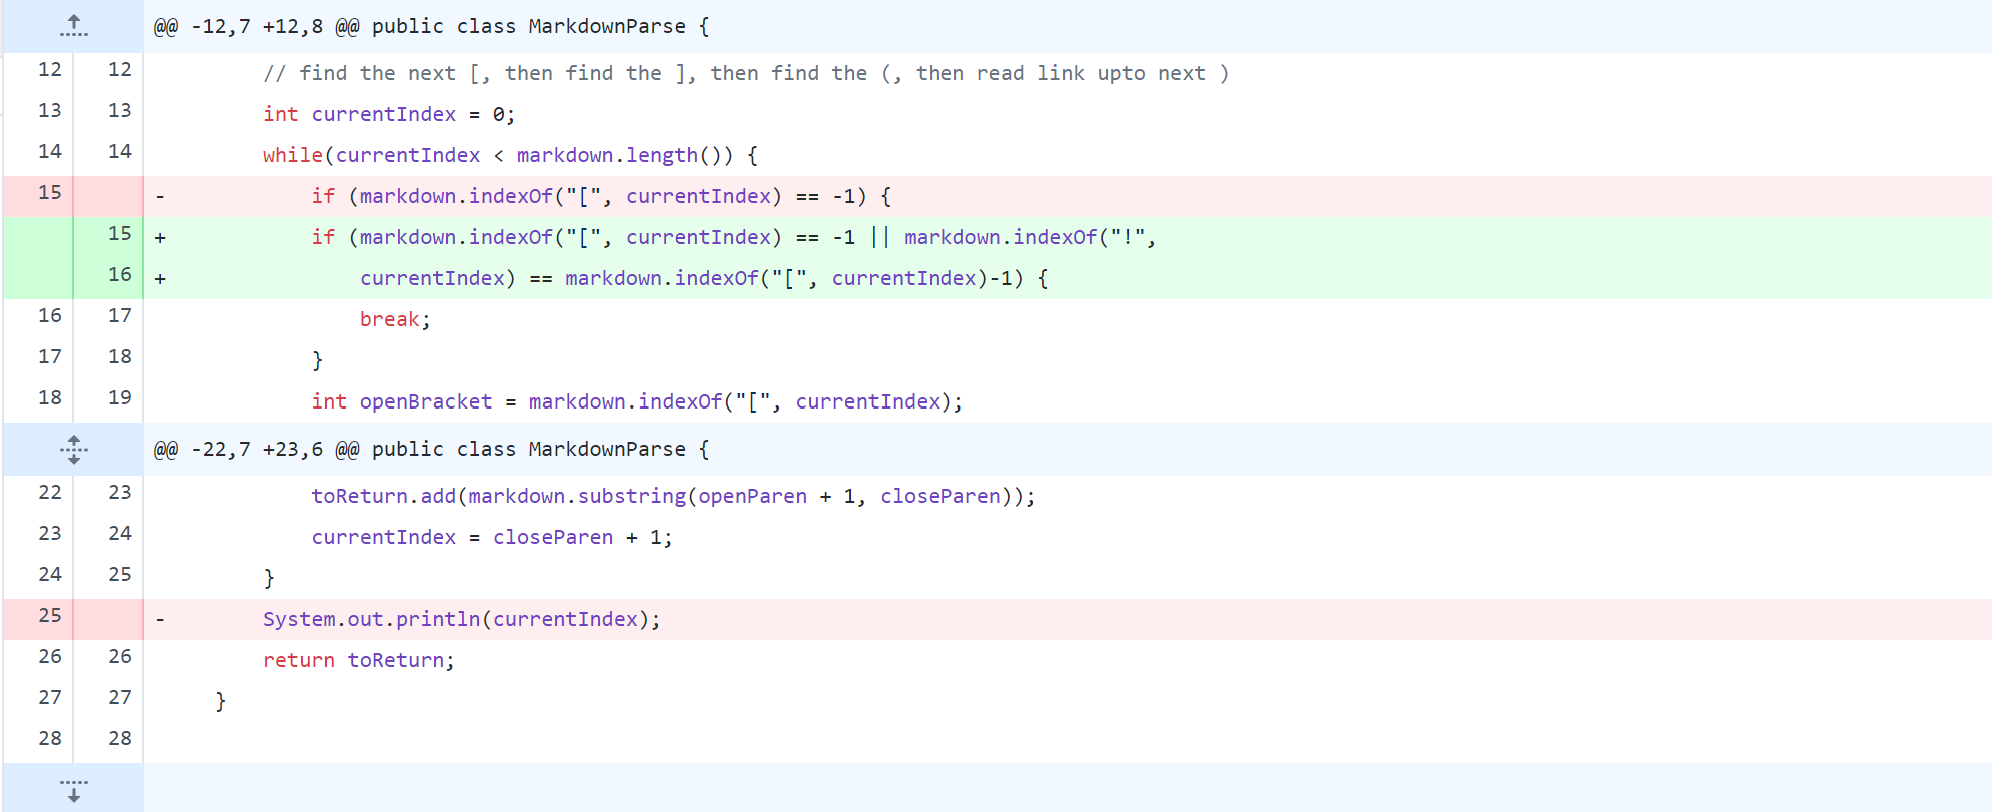 @@ -12,7 +12,8 @@ public class MarkdownParse {
12 12 // find the next [, then find the ], then find the (, then read link upto next )
13 13 int currentIndex = 0;
14 14 while(currentIndex < markdown.length()) {
15 - if (markdown.indexOf("[", currentIndex) == -1) {
15 + if (markdown.indexOf("[", currentIndex) == -1 || markdown.indexOf("!",
16 + currentIndex) == markdown.indexOf("[", currentIndex)-1) {
16 17 break;
17 18 }
18 19 int openBracket = markdown.indexOf("[", currentIndex);
@@ -22,7 +23,6 @@ public class MarkdownParse {
22 23 toReturn.add(markdown.substring(openParen + 1, closeParen));
23 24 currentIndex = closeParen + 1;
24 25 }
25 - System.out.println(currentIndex);
26 26 return toReturn;
27 27 }
28 28